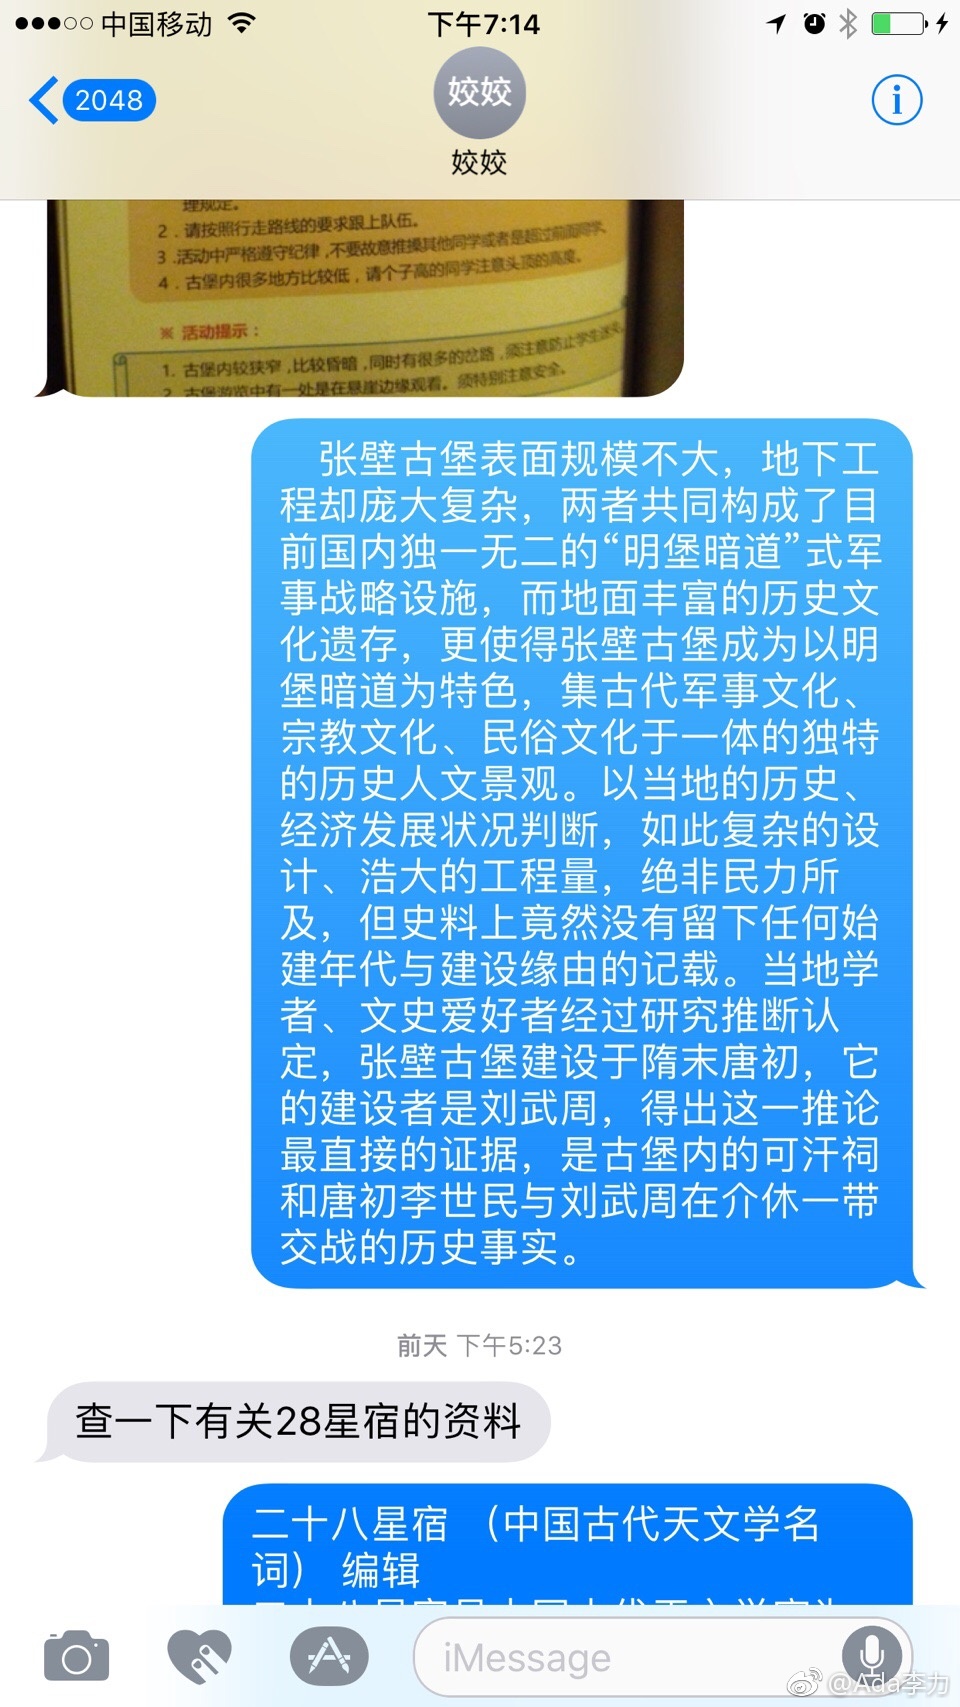 中国移动
下午7:14
2048
姣姣
姣姣
理规定。
2．请按照行走路线的要求跟上队伍。
3．活动中严格遵守纪律，不要故意推搡其他同学或者是超过前面同学。
4．古堡内很多地方比较低，请个子高的同学注意头顶的高度。
※ 活动提示：
1. 古堡内较狭窄，比较昏暗，同时有很多的岔路，须注意防止学生迷失
2. 古堡游览中有一处是在悬崖边缘观看。须特别注意安全。
张壁古堡表面规模不大，地下工
程却庞大复杂，两者共同构成了目
前国内独一无二的“明堡暗道”式军
事战略设施，而地面丰富的历史文
化遗存，更使得张壁古堡成为以明
堡暗道为特色，集古代军事文化、
宗教文化、民俗文化于一体的独特
的历史人文景观。以当地的历史、
经济发展状况判断，如此复杂的设
计、浩大的工程量，绝非民力所
及，但史料上竟然没有留下任何始
建年代与建设缘由的记载。当地学
者、文史爱好者经过研究推断认
定，张壁古堡建设于隋末唐初，它
的建设者是刘武周，得出这一推论
最直接的证据，是古堡内的可汗祠
和唐初李世民与刘武周在介休一带
交战的历史事实。
前天 下午5:23
查一下有关28星宿的资料
二十八星宿 （中国古代天文学名
词） 编辑
iMessage
@Ada李力